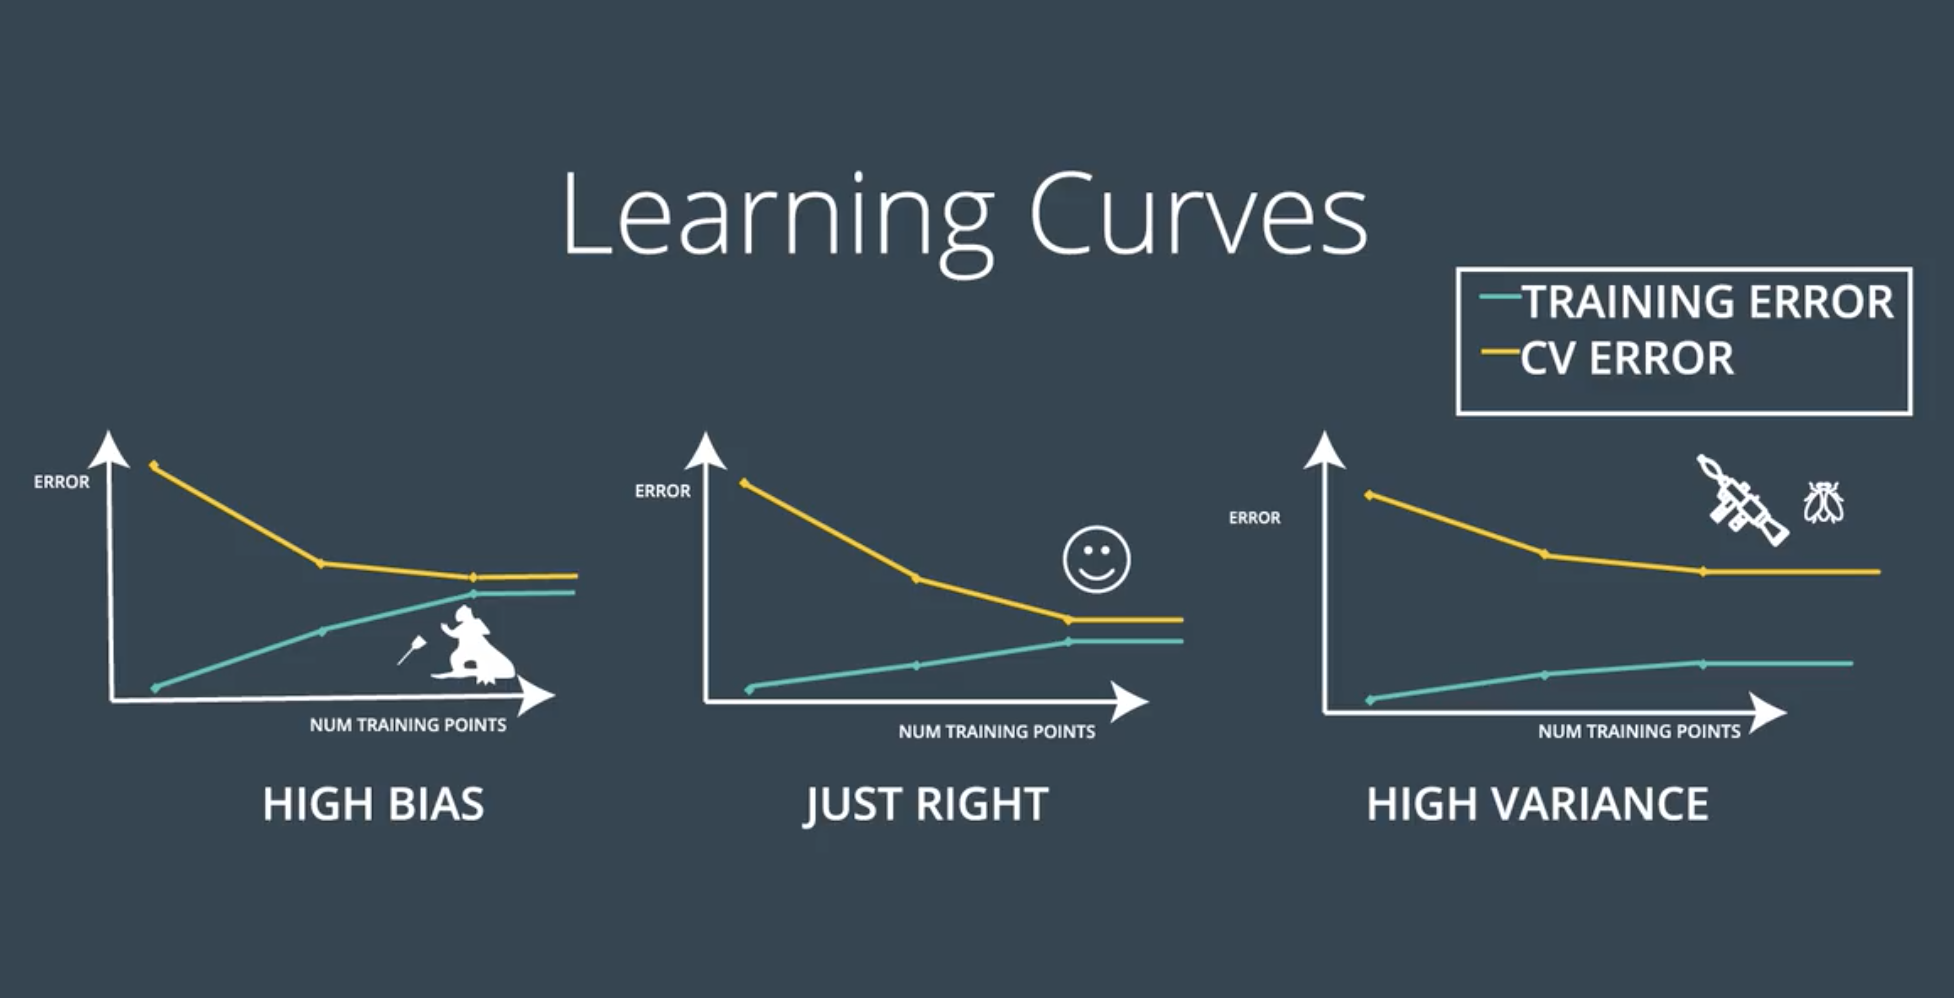 Learning Curves
TRAINING ERROR
CV ERROR
ERROR
NUM TRAINING POINTS
HIGH BIAS
ERROR
NUM TRAINING POINTS
JUST RIGHT
ERROR
NUM TRAINING POINTS
HIGH VARIANCE